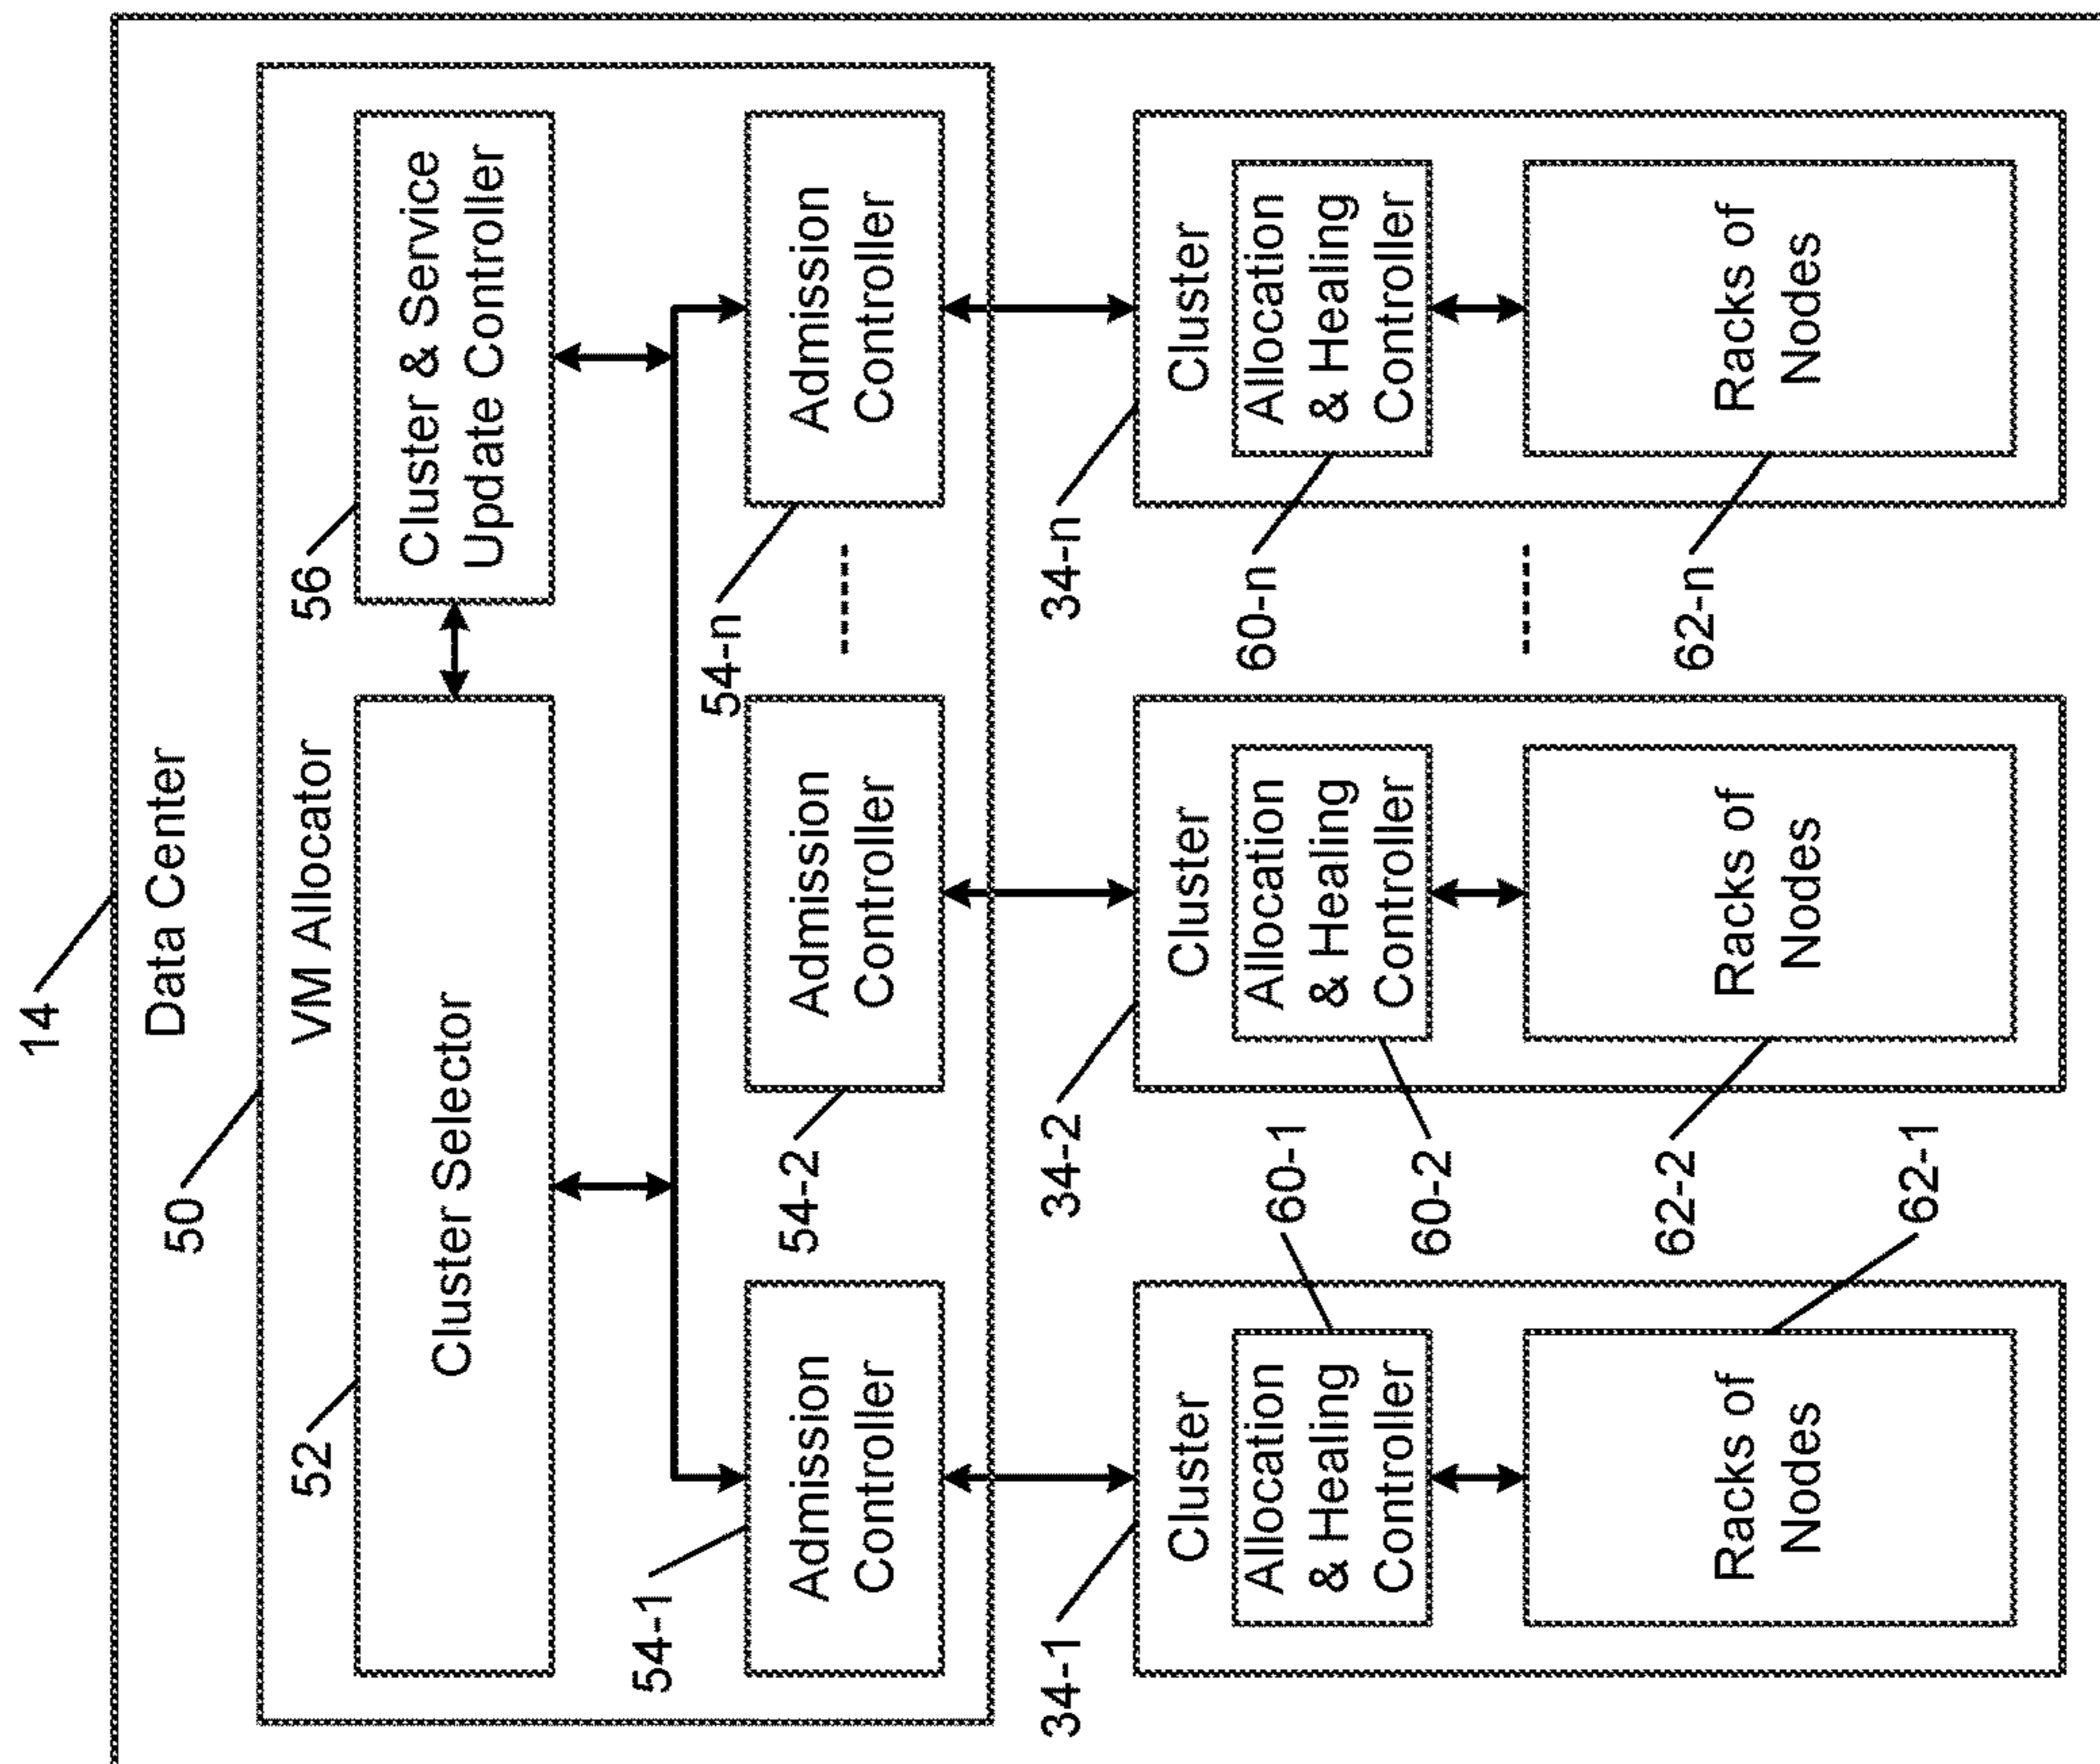 14
Data Center
50
VM Allocator
52
56
Cluster Selector
Cluster & Service
Update Controller
54-1
54-2
54-n
Admission
Controller
Admission
Controller
Admission
Controller
34-1
34-2
34-n
Cluster
Cluster
Cluster
60-1
60-2
60-n
Allocation
& Healing
Controller
Allocation
& Healing
Controller
Allocation
& Healing
Controller
62-1
62-2
62-n
Racks of
Nodes
Racks of
Nodes
Racks of
Nodes